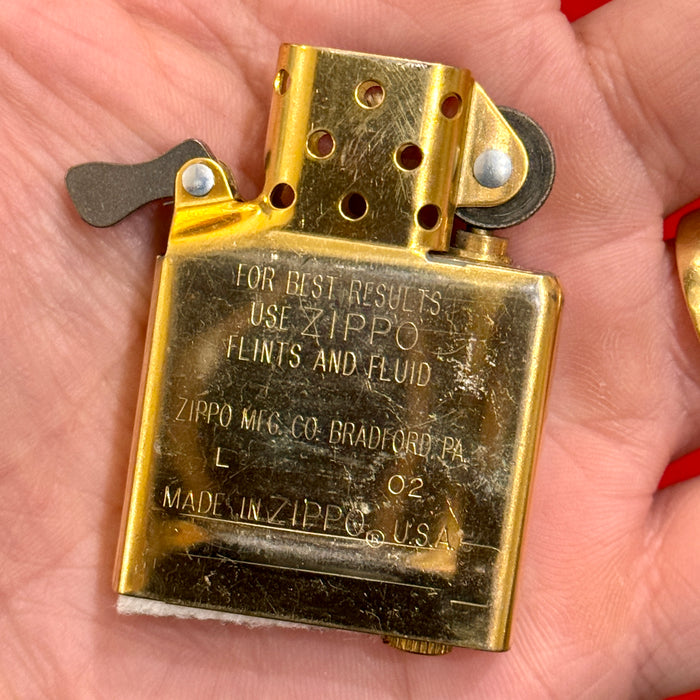 FOR BEST RESULTS
USE ZIPPO
FLINTS AND FLUID
ZIPPO MFG. CO. BRADFORD, PA.
L 02
MADE IN ZIPPO® U.S.A.